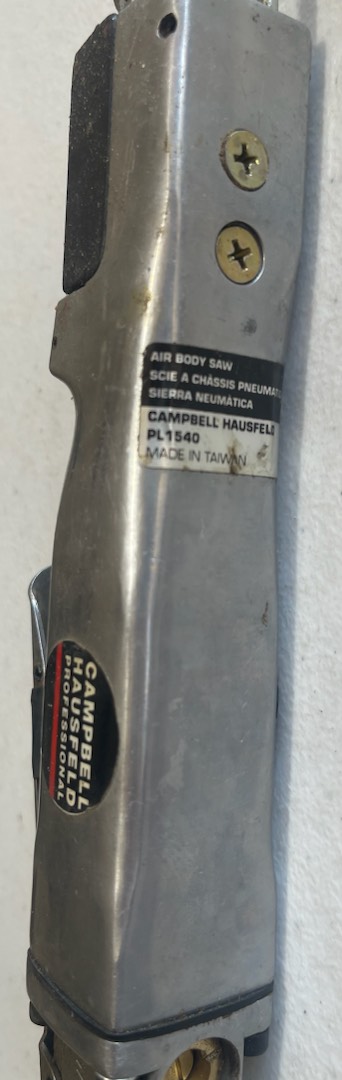 AIR BODY SAW
SCIE A CHÂSSIS PNEUMAT
SIERRA NEUMÁTICA
CAMPBELL HAUSFELD
PL1540
MADE IN TAIWAN
CAMPBELL
HAUSFELD
PROFESSIONAL